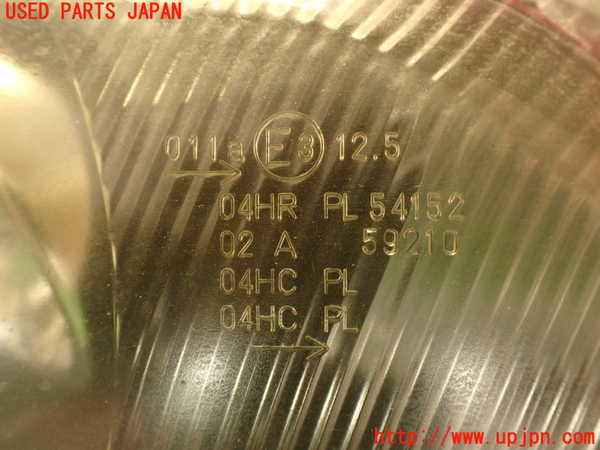 USED PARTS JAPAN
011a E3 12.5
04HR PL 54152
02 A 59210
04HC PL
04HC PL
http://www.upjpn.com/